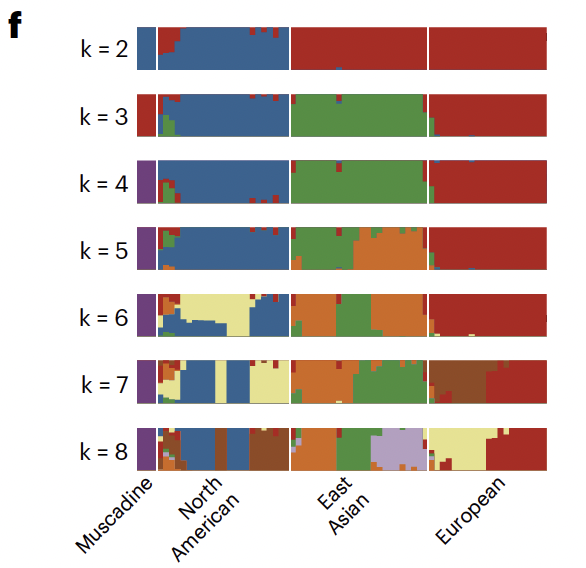 f
k = 2
k = 3
k = 4
k = 5
k = 6
k = 7
k = 8
Muscadine
North
American
East
Asian
European